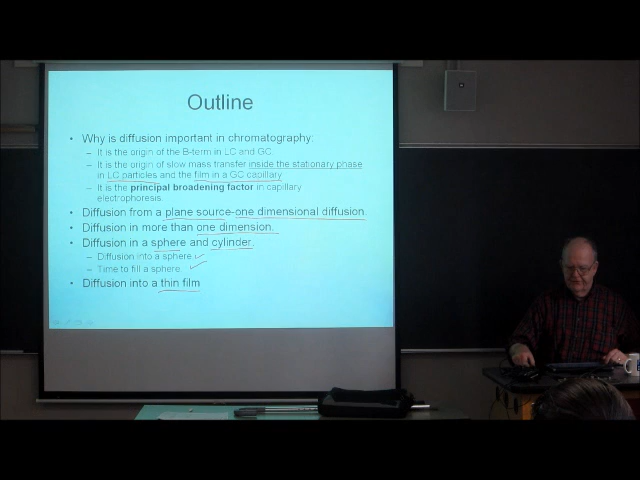 Outline
• Why is diffusion important in chromatography:
– It is the origin of the B-term in LC and GC.
– It is the origin of slow mass transfer inside the stationary phase
in LC particles and the film in a GC capillary
– It is the principal broadening factor in capillary
electrophoresis.
• Diffusion from a plane source-one dimensional diffusion.
• Diffusion in more than one dimension.
• Diffusion in a sphere and cylinder.
– Diffusion into a sphere
– Time to fill a sphere.
• Diffusion into a thin film